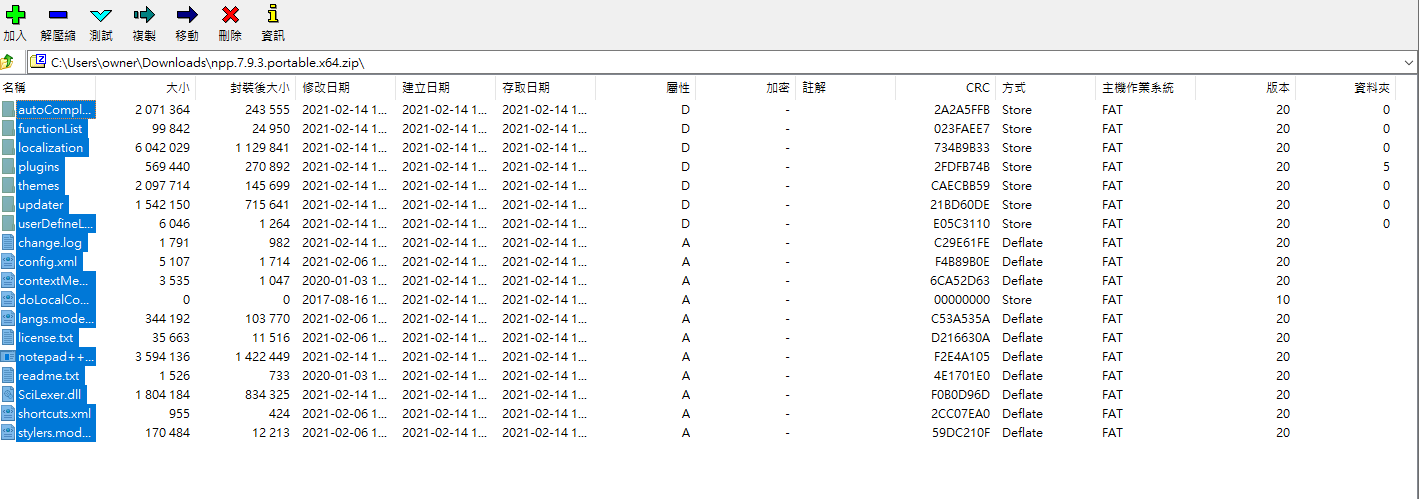 加入 解壓縮 測試 複製 移動 刪除 資訊
C:\Users\owner\Downloads\npp.7.9.3.portable.x64.zip\
名稱 大小 封裝後大小 修改日期 建立日期 存取日期 屬性 加密 註解 CRC 方式 主機作業系統 版本 資料夾
autoCompl... 2 071 364 243 555 2021-02-14 1... 2021-02-14 1... 2021-02-14 1... D - 2A2A5FFB Store FAT 20 0
functionList 99 842 24 950 2021-02-14 1... 2021-02-14 1... 2021-02-14 1... D - 023FAEE7 Store FAT 20 0
localization 6 042 029 1 129 841 2021-02-14 1... 2021-02-14 1... 2021-02-14 1... D - 734B9B33 Store FAT 20 0
plugins 569 440 270 892 2021-02-14 1... 2021-02-14 1... 2021-02-14 1... D - 2FDFB74B Store FAT 20 5
themes 2 097 714 145 699 2021-02-14 1... 2021-02-14 1... 2021-02-14 1... D - CAECBB59 Store FAT 20 0
updater 1 542 150 715 641 2021-02-14 1... 2021-02-14 1... 2021-02-14 1... D - 21BD60DE Store FAT 20 0
userDefineL... 6 046 1 264 2021-02-14 1... 2021-02-14 1... 2021-02-14 1... D - E05C3110 Store FAT 20 0
change.log 1 791 982 2021-02-14 1... 2021-02-14 1... 2021-02-14 1... A - C29E61FE Deflate FAT 20
config.xml 5 107 1 714 2021-02-06 1... 2021-02-14 1... 2021-02-14 1... A - F4B89B0E Deflate FAT 20
contextMe... 3 535 1 047 2020-01-03 1... 2021-02-14 1... 2021-02-14 1... A - 6CA52D63 Deflate FAT 20
doLocalCo... 0 0 2017-08-16 1... 2021-02-14 1... 2021-02-14 1... A - 00000000 Store FAT 10
langs.mode... 344 192 103 770 2021-02-06 1... 2021-02-14 1... 2021-02-14 1... A - C53A535A Deflate FAT 20
license.txt 35 663 11 516 2021-02-06 1... 2021-02-14 1... 2021-02-14 1... A - D216630A Deflate FAT 20
notepad++... 3 594 136 1 422 449 2021-02-14 1... 2021-02-14 1... 2021-02-14 1... A - F2E4A105 Deflate FAT 20
readme.txt 1 526 733 2020-01-03 1... 2021-02-14 1... 2021-02-14 1... A - 4E1701E0 Deflate FAT 20
SciLexer.dll 1 804 184 834 325 2021-02-14 1... 2021-02-14 1... 2021-02-14 1... A - F0B0D96D Deflate FAT 20
shortcuts.xml 955 424 2021-02-06 1... 2021-02-14 1... 2021-02-14 1... A - 2CC07EA0 Deflate FAT 20
stylers.mod... 170 484 12 213 2021-02-06 1... 2021-02-14 1... 2021-02-14 1... A - 59DC210F Deflate FAT 20